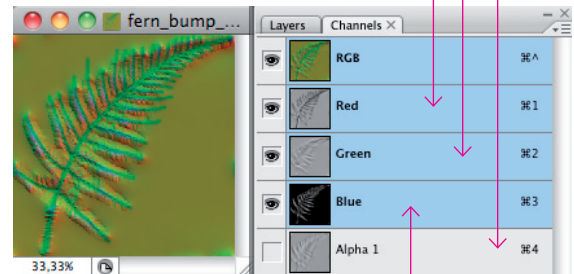 fern_bump_...
33,33%
Layers
Channels ×
RGB ⌘^
Red ⌘1
Green ⌘2
Blue ⌘3
Alpha 1 ⌘4